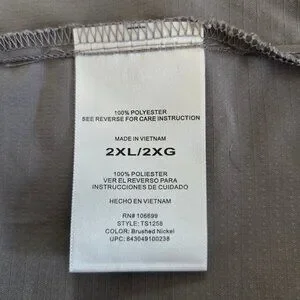 100% POLYESTER
SEE REVERSE FOR CARE INSTRUCTION
MADE IN VIETNAM
2XL/2XG
100% POLYESTER
VER EL REVERSO PARA
INSTRUCCIONES DE CUIDADO
HECHO EN VIETNAM
RN# 106699
STYLE: TS1258
COLOR: Brushed Nickel
UPC: 843049100238